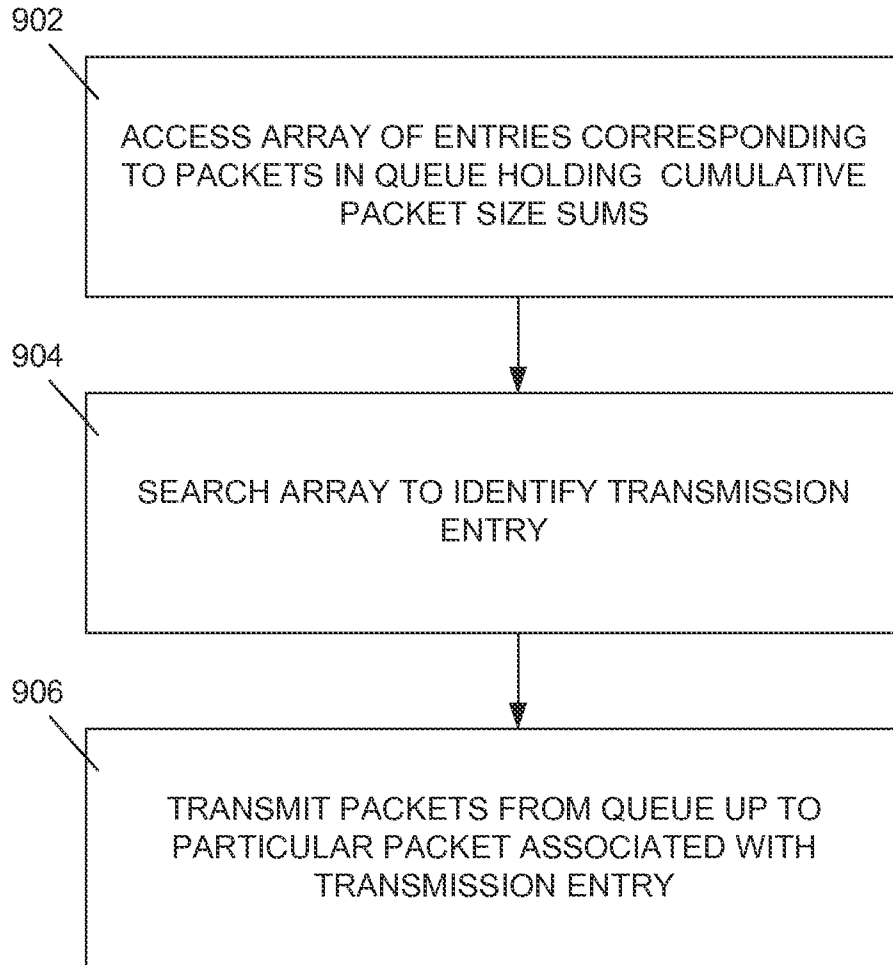 902
ACCESS ARRAY OF ENTRIES CORRESPONDING
TO PACKETS IN QUEUE HOLDING CUMULATIVE
PACKET SIZE SUMS
904
SEARCH ARRAY TO IDENTIFY TRANSMISSION
ENTRY
906
TRANSMIT PACKETS FROM QUEUE UP TO
PARTICULAR PACKET ASSOCIATED WITH
TRANSMISSION ENTRY